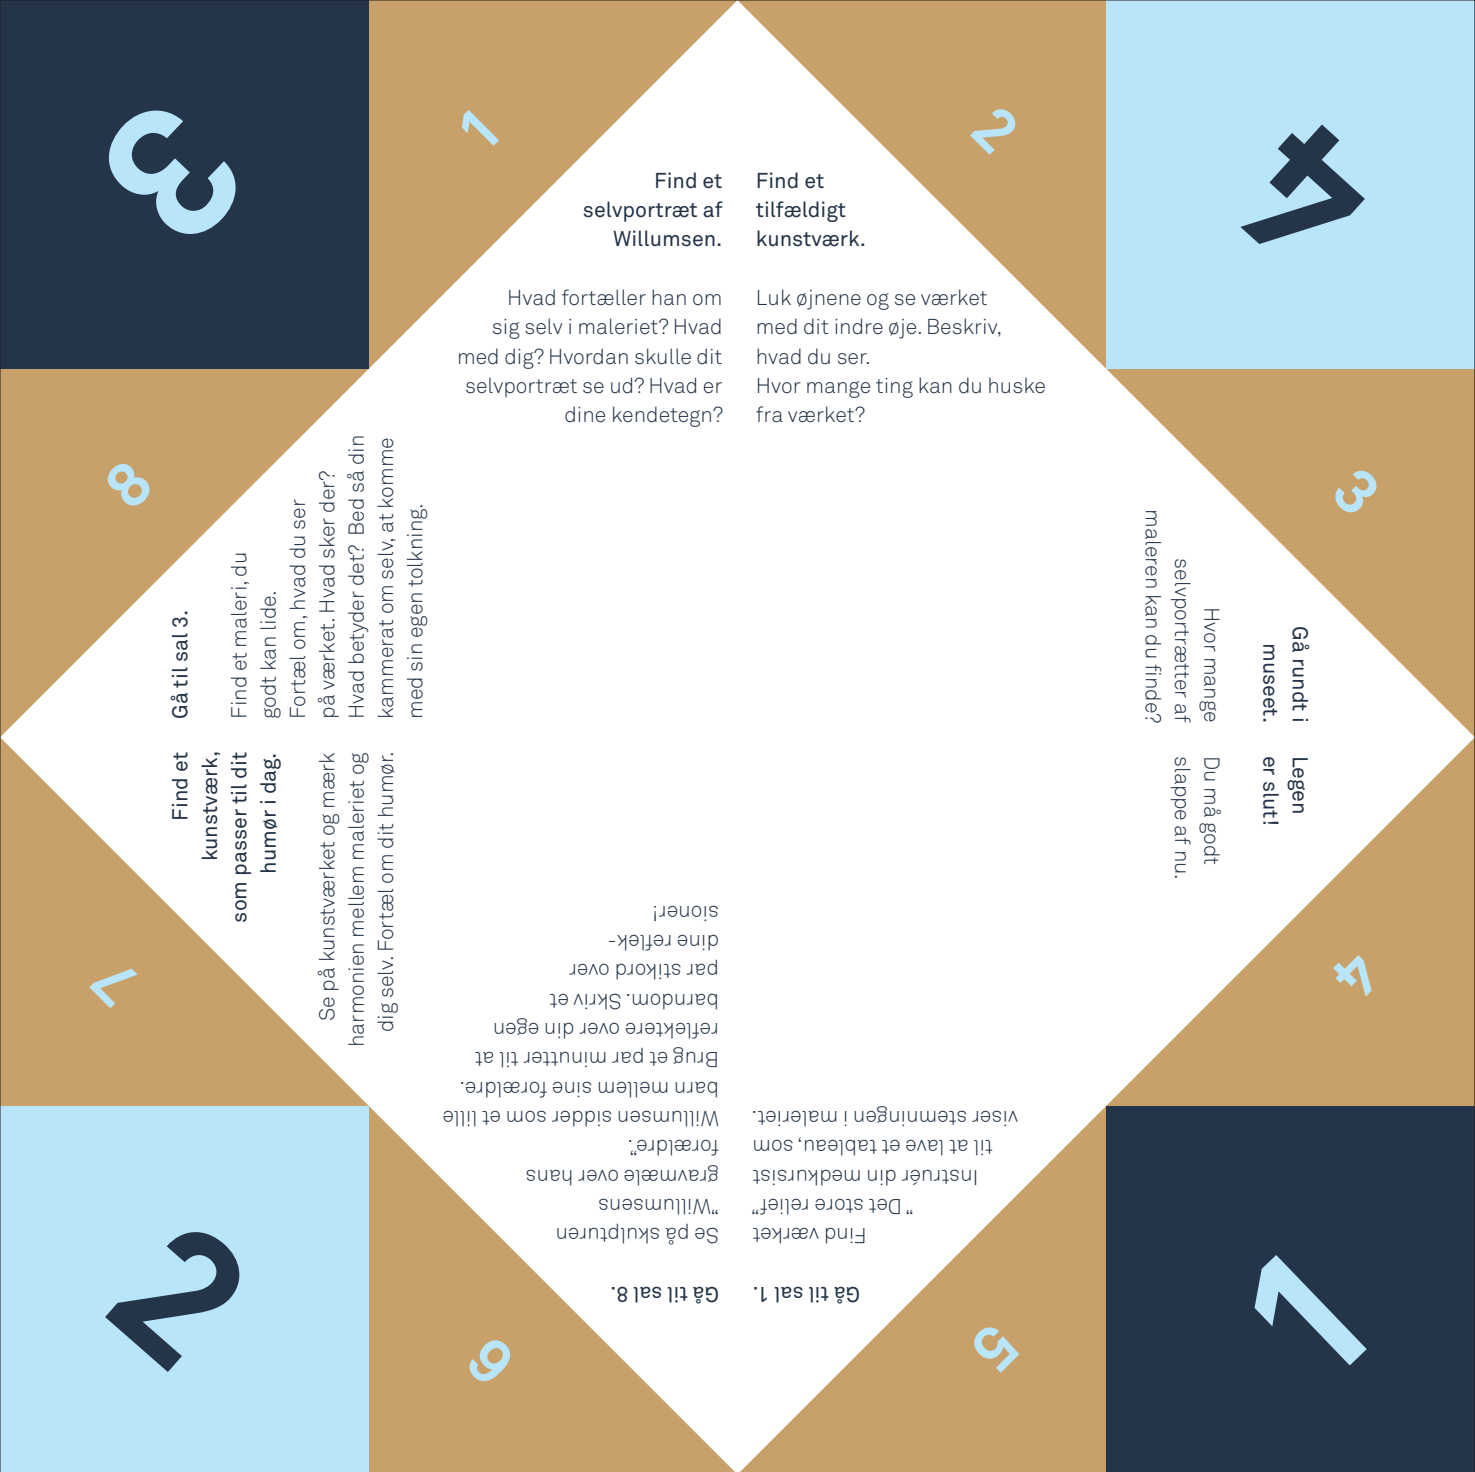 3
1
2
4
Find et
selvportræt af
Willumsen.
Hvad fortæller han om
sig selv i maleriet? Hvad
med dig? Hvordan skulle dit
selvportræt se ud? Hvad er
dine kendetegn?
Find et
tilfældigt
kunstværk.
Luk øjnene og se værket
med dit indre øje. Beskriv,
hvad du ser.
Hvor mange ting kan du huske
fra værket?
3
Gå rundt i
museet.
Hvor mange
selvportrætter af
maleren kan du finde?
4
Legen
er slut!
Du må godt
slappe af nu.
1
5
Gå til sal 1.
Find værket
" Det store relief"
Instruér din medkursist
til at lave et tableau, som
viser stemningen i maleriet.
6
Gå til sal 8.
Se på skulpturen
"Willumsens
gravmæle over hans
forældre".
Willumsen sidder som et lille
barn mellem sine forældre.
Brug et par minutter til at
reflektere over din egen
barndom. Skriv et
par stikord over
dine reflek-
sioner!
2
7
Find et
kunstværk,
som passer til dit
humør i dag.
Se på kunstværket og mærk
harmonien mellem maleriet og
dig selv. Fortæl om dit humør.
8
Gå til sal 3.
Find et maleri, du
godt kan lide.
Fortæl om, hvad du ser
på værket. Hvad sker der?
Hvad betyder det? Bed så din
kammerat om selv, at komme
med sin egen tolkning.